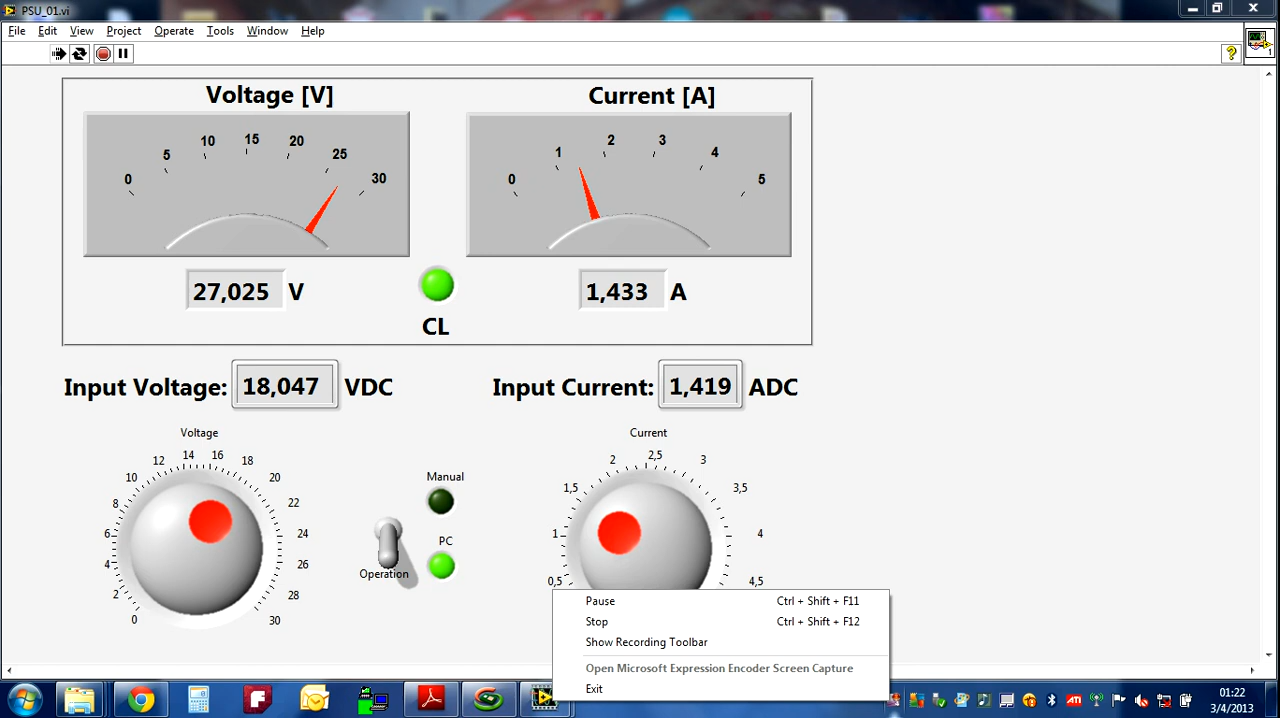 PSU_01.vi
File Edit View Project Operate Tools Window Help
Voltage [V]
0 5 10 15 20 25 30
27,025 V
CL
Current [A]
0 1 2 3 4 5
1,433 A
Input Voltage: 18,047 VDC
Input Current: 1,419 ADC
Voltage
0 2 4 6 8 10 12 14 16 18 20 22 24 26 28 30
Manual
PC
Operation
Current
0,5 1 1,5 2 2,5 3 3,5 4 4,5
Pause Ctrl + Shift + F11
Stop Ctrl + Shift + F12
Show Recording Toolbar
Open Microsoft Expression Encoder Screen Capture
Exit
ATI
01:22
3/4/2013